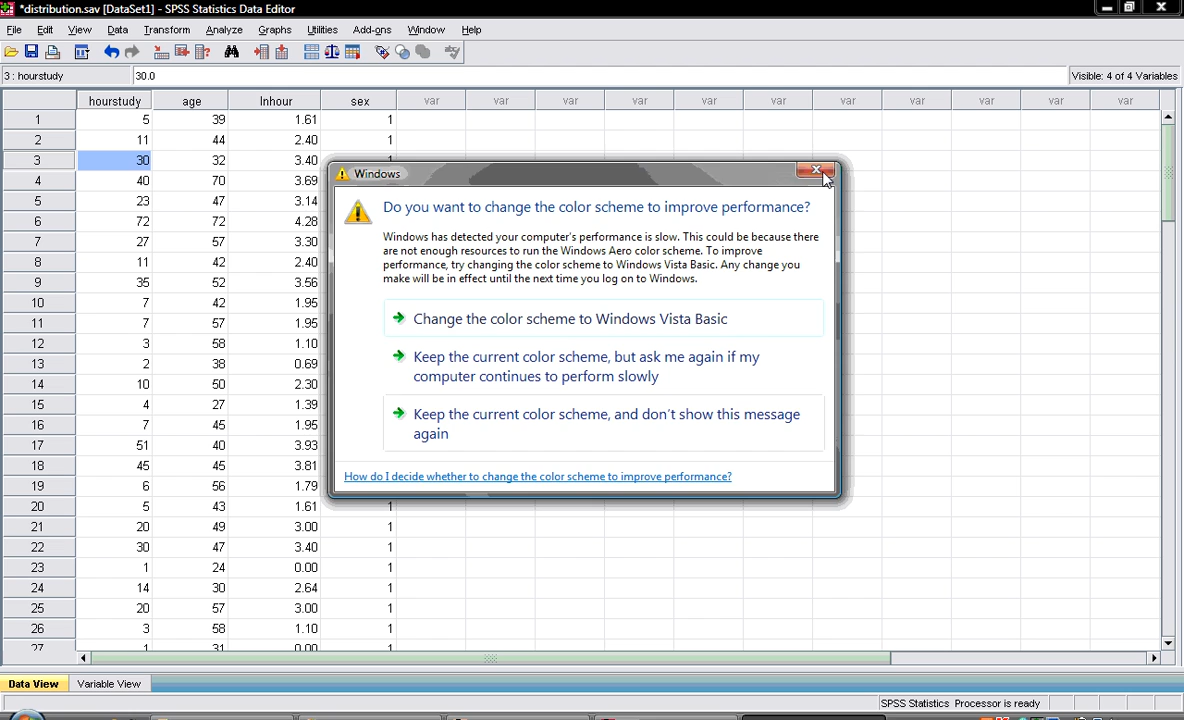 *distribution.sav [DataSet1] - SPSS Statistics Data Editor
File Edit View Data Transform Analyze Graphs Utilities Add-ons Window Help
3 : hourstudy 30.0 Visible: 4 of 4 Variables
hourstudy age lnhour sex var var var var var var var var var var var
1 5 39 1.61 1
2 11 44 2.40 1
3 30 32 3.40 1
4 40 70 3.69
5 23 47 3.14
6 72 72 4.28
7 27 57 3.30
8 11 42 2.40
9 35 52 3.56
10 7 42 1.95
11 7 57 1.95
12 3 58 1.10
13 2 38 0.69
14 10 50 2.30
15 4 27 1.39
16 7 45 1.95
17 51 40 3.93
18 45 45 3.81
19 6 56 1.79
20 5 43 1.61 1
21 20 49 3.00 1
22 30 47 3.40 1
23 1 24 0.00 1
24 14 30 2.64 1
25 20 57 3.00 1
26 3 58 1.10 1
27 1 31 0.00 1
Windows
Do you want to change the color scheme to improve performance?
Windows has detected your computer's performance is slow. This could be because there
are not enough resources to run the Windows Aero color scheme. To improve
performance, try changing the color scheme to Windows Vista Basic. Any change you
make will be in effect until the next time you log on to Windows.
Change the color scheme to Windows Vista Basic
Keep the current color scheme, but ask me again if my
computer continues to perform slowly
Keep the current color scheme, and don't show this message
again
How do I decide whether to change the color scheme to improve performance?
Data View Variable View
SPSS Statistics Processor is ready